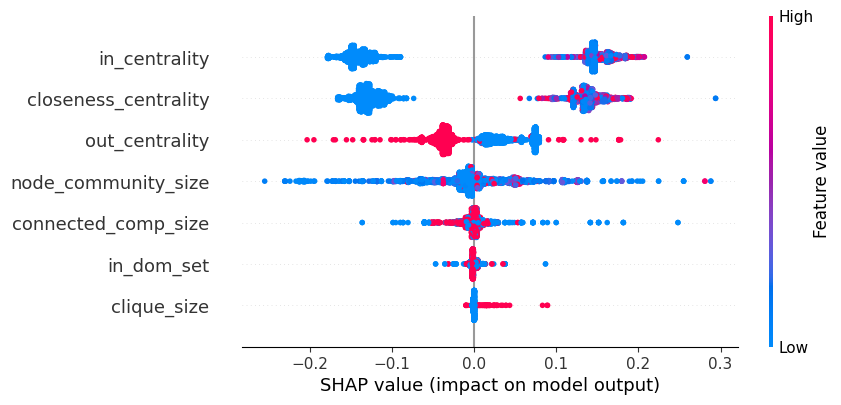 High
in_centrality
closeness_centrality
out_centrality
node_community_size
connected_comp_size
in_dom_set
clique_size
Feature value
Low
−0.2 −0.1 0.0 0.1 0.2 0.3
SHAP value (impact on model output)